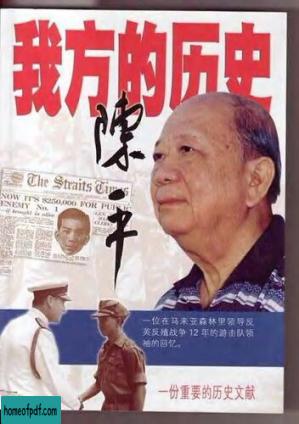 我方的历史
陳平
The Straits Times
NOW IT'S $250,000 FOR PUBLIC
ENEMY No. 1
一位在马来亚森林里领导反
英反殖战争12年的游击队领
袖的回忆。
一份重要的历史文献
homeofpdf.com